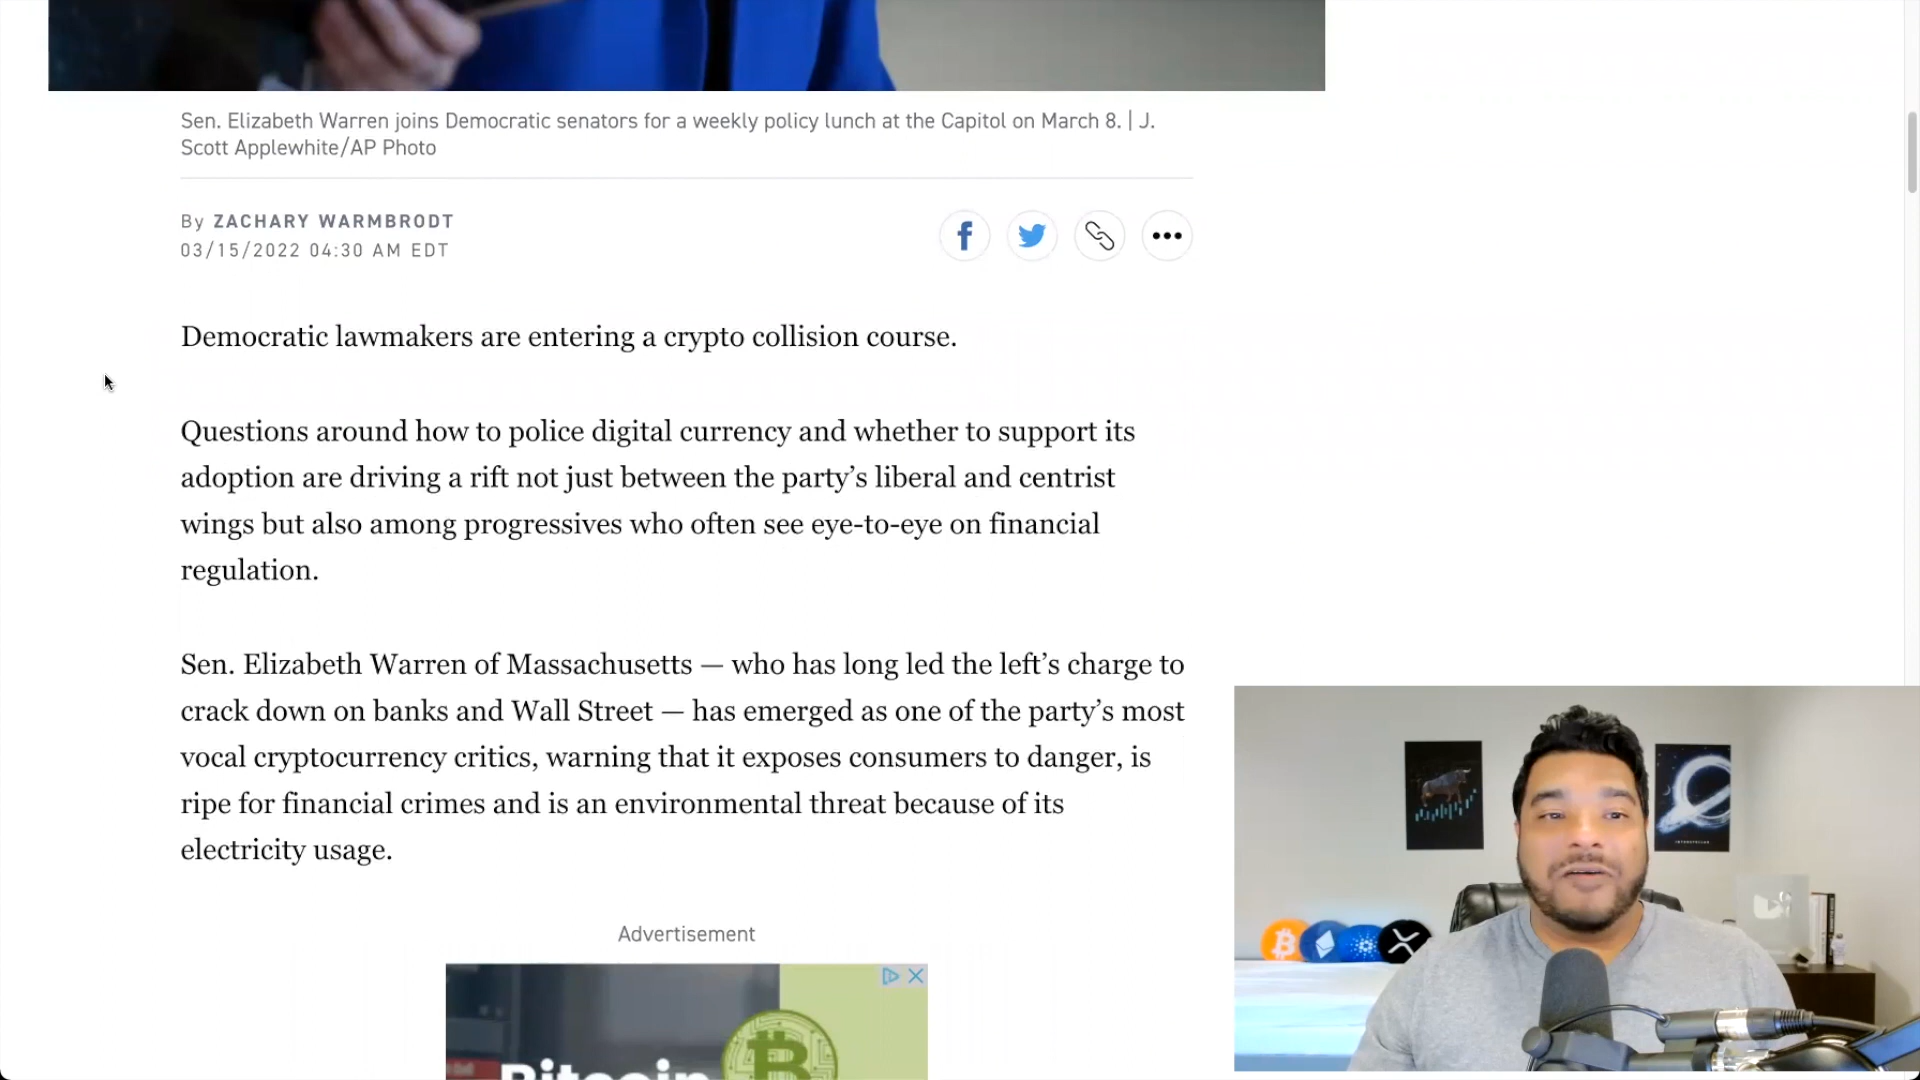 Sen. Elizabeth Warren joins Democratic senators for a weekly policy lunch at the Capitol on March 8. | J.
Scott Applewhite/AP Photo
By ZACHARY WARMBRODT
03/15/2022 04:30 AM EDT
Democratic lawmakers are entering a crypto collision course.
Questions around how to police digital currency and whether to support its
adoption are driving a rift not just between the party’s liberal and centrist
wings but also among progressives who often see eye-to-eye on financial
regulation.
Sen. Elizabeth Warren of Massachusetts — who has long led the left’s charge to
crack down on banks and Wall Street — has emerged as one of the party’s most
vocal cryptocurrency critics, warning that it exposes consumers to danger, is
ripe for financial crimes and is an environmental threat because of its
electricity usage.
Advertisement
Bitcoin
INTERSTELLAR